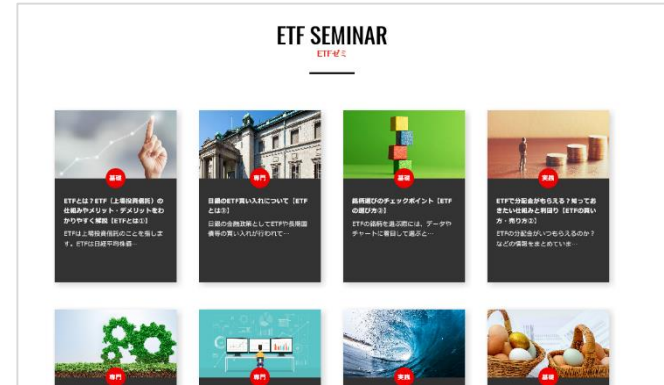 ETF SEMINAR
ETFゼミ
基礎
ETFとは?ETF(上場投資信託)の
仕組みやメリット・デメリットをわ
かりやすく解説【ETFとは①】
ETFは上場投資信託のことを指しま
す。ETFは日経平均株価…
専門
日銀のETF買い入れについて【ETF
とは③】
日銀の金融政策としてETFや長期国
債等の買い入れが行われて…
基礎
銘柄選びのチェックポイント【ETF
の選び方②】
ETFの銘柄を選ぶ際には、データや
チャートに着目して選ぶと…
実践
ETFで分配金がもらえる?知ってお
きたい仕組みと利回り【ETFの買い
方・売り方②】
ETFの分配金がいつもらえるのか?
などの情報をまとめていま…
専門
専門
実践
基礎